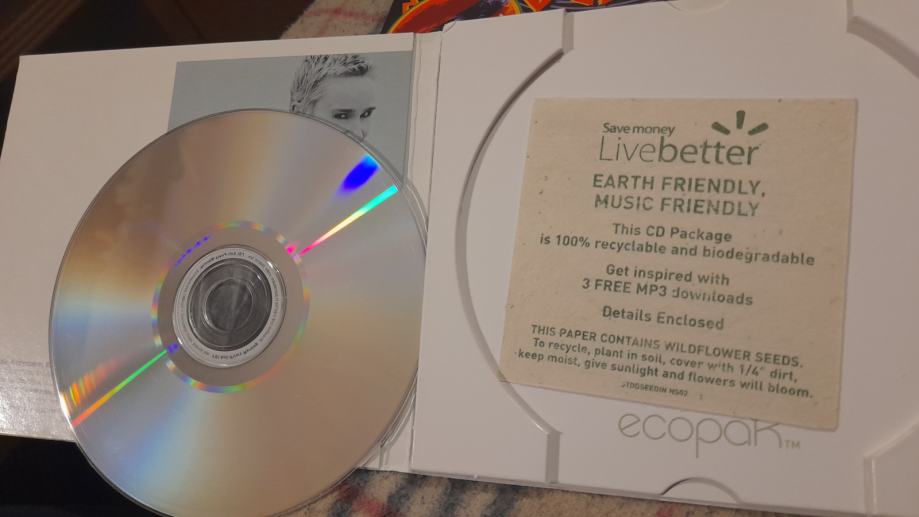 Save money
Livebetter
EARTH FRIENDLY,
MUSIC FRIENDLY
This CD Package
is 100% recyclable and biodegradable
Get inspired with
3 FREE MP3 downloads
Details Enclosed
THIS PAPER CONTAINS WILDFLOWER SEEDS.
To recycle, plant in soil, cover with 1/4" dirt,
keep moist, give sunlight and flowers will bloom.
ecopak™